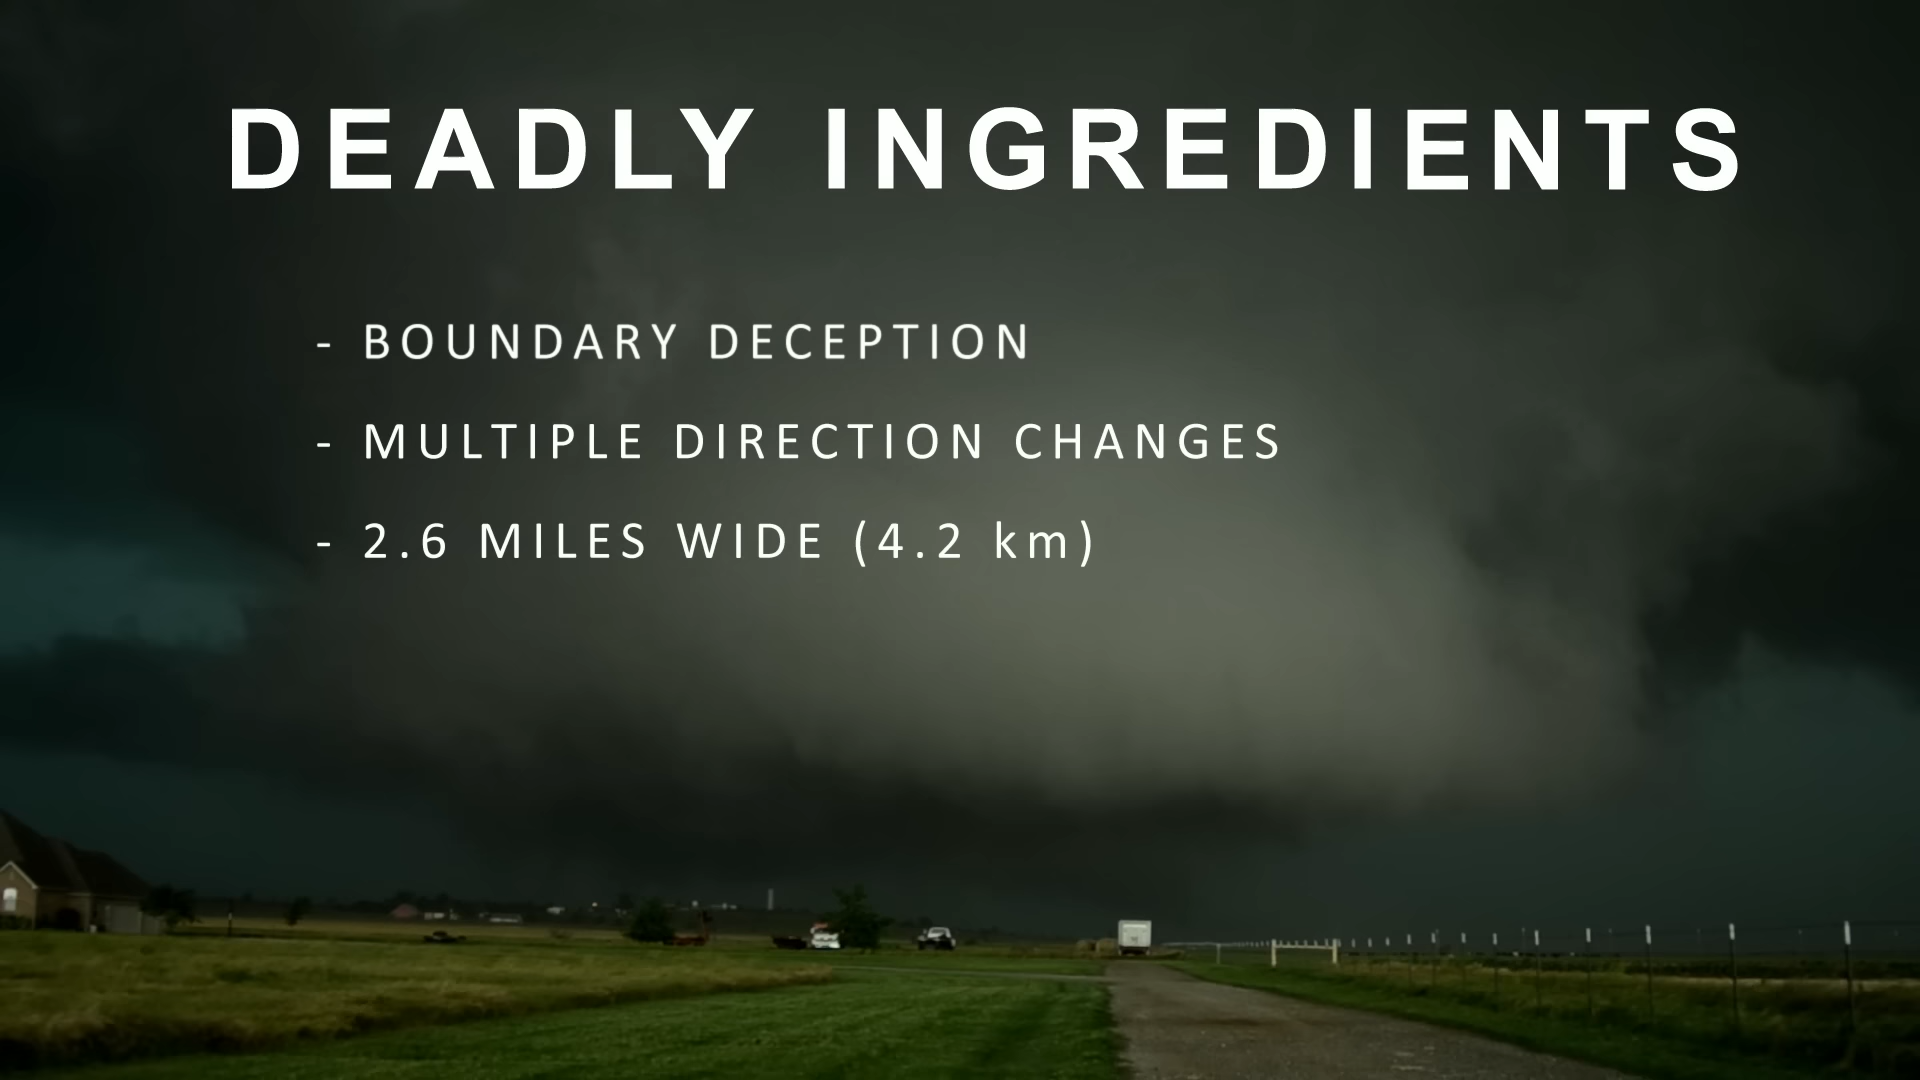 DEADLY INGREDIENTS
- BOUNDARY DECEPTION
- MULTIPLE DIRECTION CHANGES
- 2.6 MILES WIDE (4.2 km)